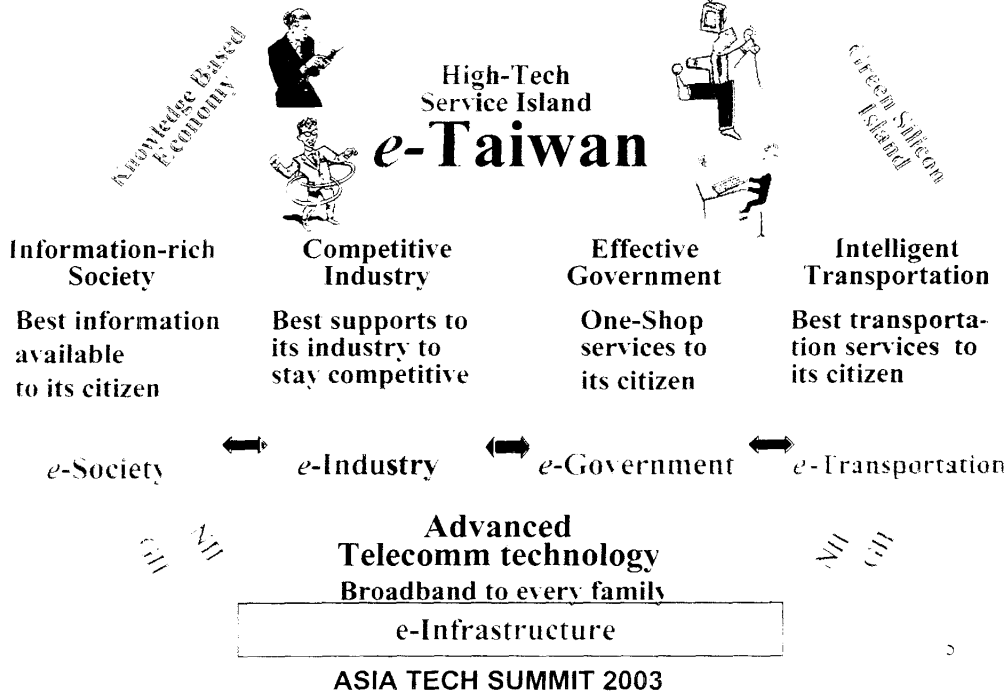 Knowledge Based
Economy
High-Tech
Service Island
e-Taiwan
Green Silicon
Island
Information-rich
Society
Best information
available
to its citizen
Competitive
Industry
Best supports to
its industry to
stay competitive
Effective
Government
One-Shop
services to
its citizen
Intelligent
Transportation
Best transporta-
tion services to
its citizen
e-Society
e-Industry
e-Government
e-Transportation
GII
NII
Advanced
Telecomm technology
Broadband to every family
NII
GII
e-Infrastructure
5
ASIA TECH SUMMIT 2003